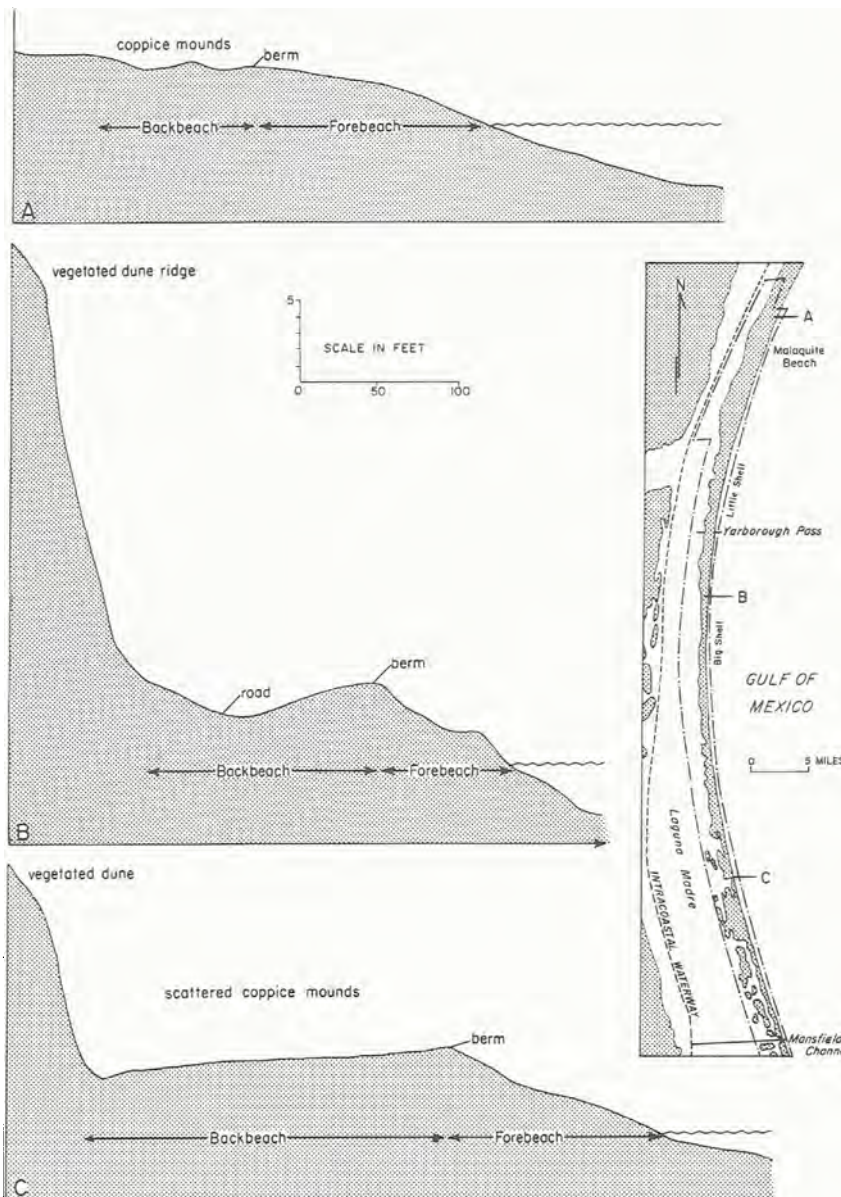 coppice mounds
berm
Backbeach
Forebeach
A
vegetated dune ridge
5
SCALE IN FEET
0 50 100
road
berm
Backbeach
Forebeach
B
vegetated dune
scattered coppice mounds
berm
Backbeach
Forebeach
C
N
A
Malaquite
Beach
Little Shell
Yarborough Pass
B
Big Shell
GULF OF
MEXICO
0 5 MILES
Laguna Madre
INTRACOASTAL WATERWAY
C
Mansfield
Channe